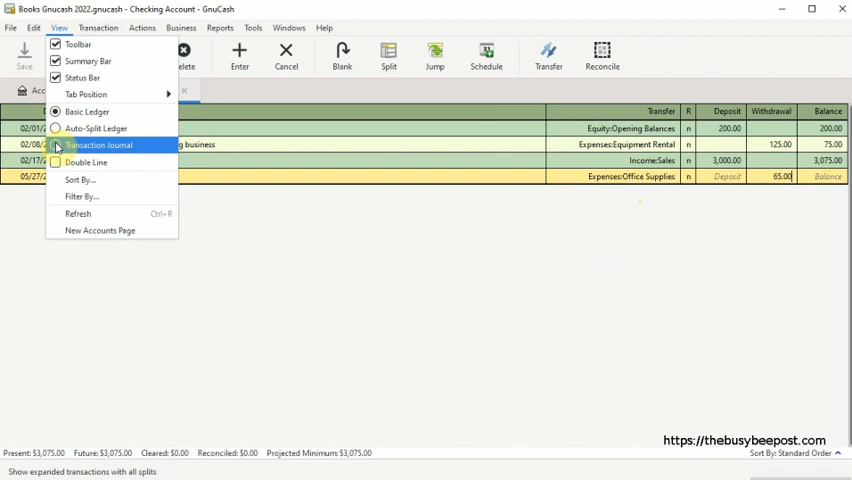 Books Gnucash 2022.gnucash - Checking Account - GnuCash
File Edit View Transaction Actions Business Reports Tools Windows Help
Save Enter Cancel Blank Split Jump Schedule Transfer Reconcile
Toolbar
Summary Bar
Status Bar
Tab Position
Basic Ledger
Auto-Split Ledger
Transaction Journal
Double Line
Sort By...
Filter By...
Refresh Ctrl+R
New Accounts Page
Transfer R Deposit Withdrawal Balance
02/01/ Equity:Opening Balances n 200.00 200.00
02/08/ business Expenses:Equipment Rental n 125.00 75.00
02/17/ Income:Sales n 3,000.00 3,075.00
05/27/ Expenses:Office Supplies n Deposit 65.00 Balance
https://thebusybeepost.com
Present: $3,075.00 Future: $3,075.00 Cleared: $0.00 Reconciled: $0.00 Projected Minimum: $3,075.00 Sort By: Standard Order
Show expanded transactions with all splits